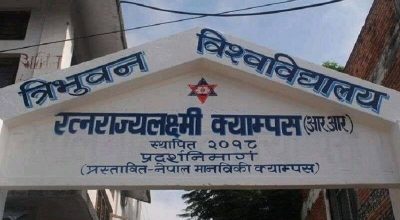 त्रिभुवन विश्वविद्यालय
रत्नराज्यलक्ष्मी क्याम्पस (आर.आर)
स्थापित २०१८
प्रदर्शनिमार्ग
(प्रस्तावित-नेपाल मानविकी क्याम्पस)